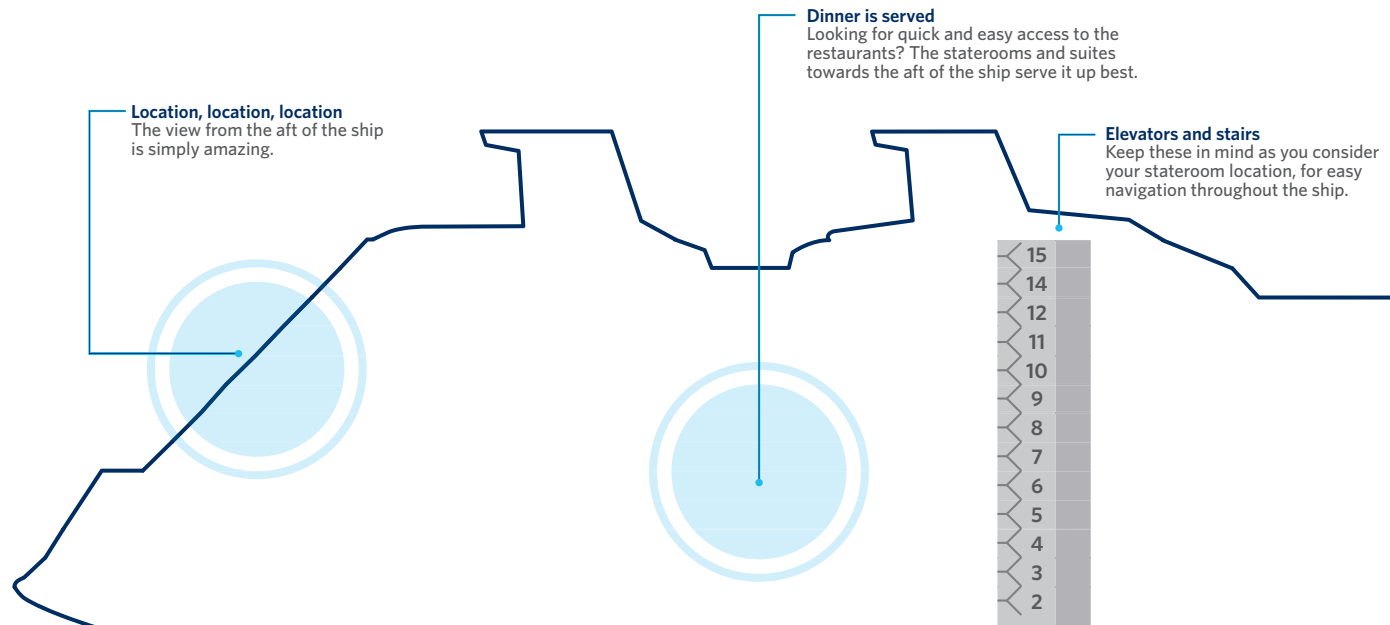 Dinner is served
Looking for quick and easy access to the
restaurants? The staterooms and suites
towards the aft of the ship serve it up best.
Location, location, location
The view from the aft of the ship
is simply amazing.
Elevators and stairs
Keep these in mind as you consider
your stateroom location, for easy
navigation throughout the ship.
15
14
12
11
10
9
8
7
6
5
4
3
2